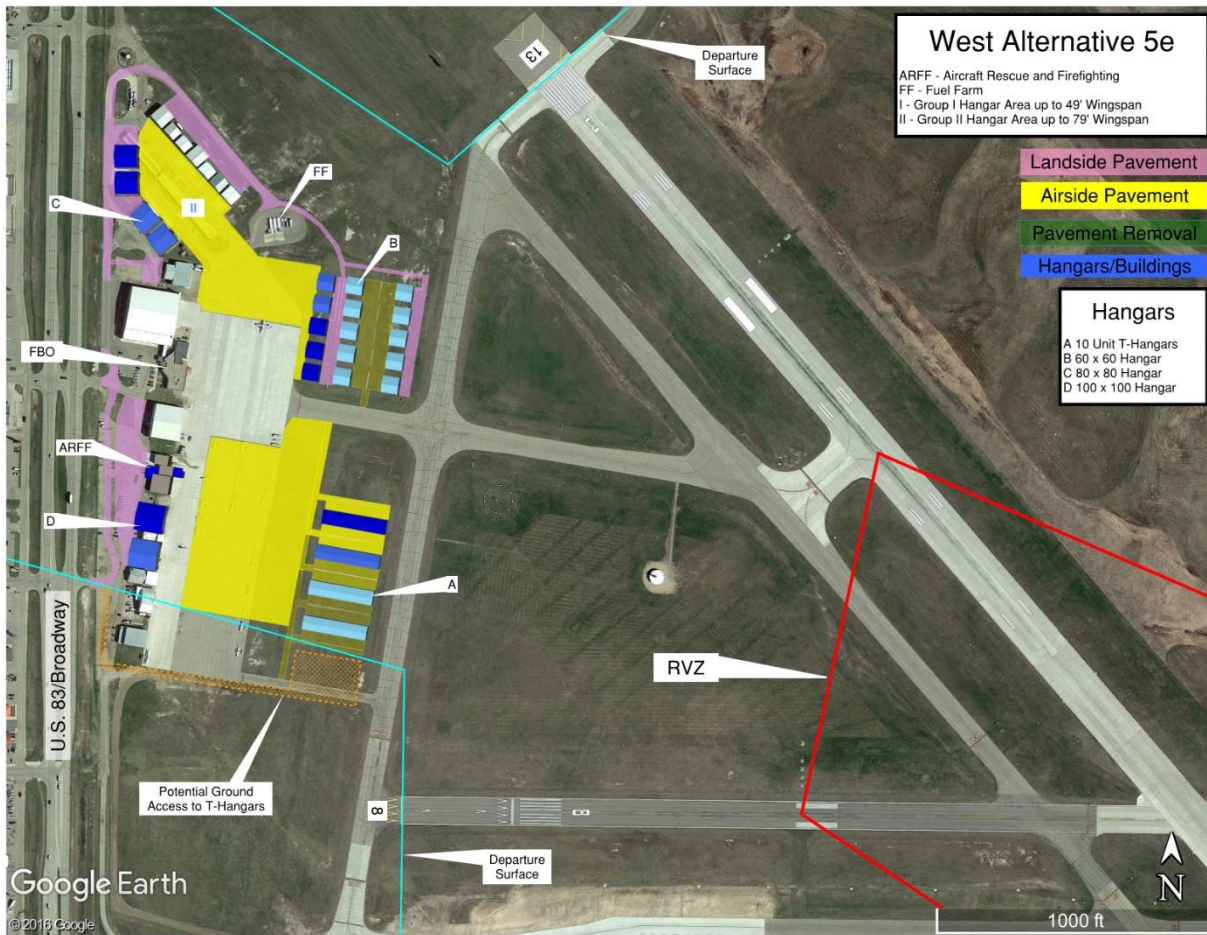 West Alternative 5e
ARFF - Aircraft Rescue and Firefighting
FF - Fuel Farm
I - Group I Hangar Area up to 49' Wingspan
II - Group II Hangar Area up to 79' Wingspan
Landside Pavement
Airside Pavement
Pavement Removal
Hangars/Buildings
Hangars
A 10 Unit T-Hangars
B 60 x 60 Hangar
C 80 x 80 Hangar
D 100 x 100 Hangar
13
Departure
Surface
FF
C
II
B
FBO
ARFF
D
A
RVZ
U.S. 83/Broadway
Potential Ground
Access to T-Hangars
8
8
Departure
Surface
Google Earth
© 2016 Google
N
1000 ft